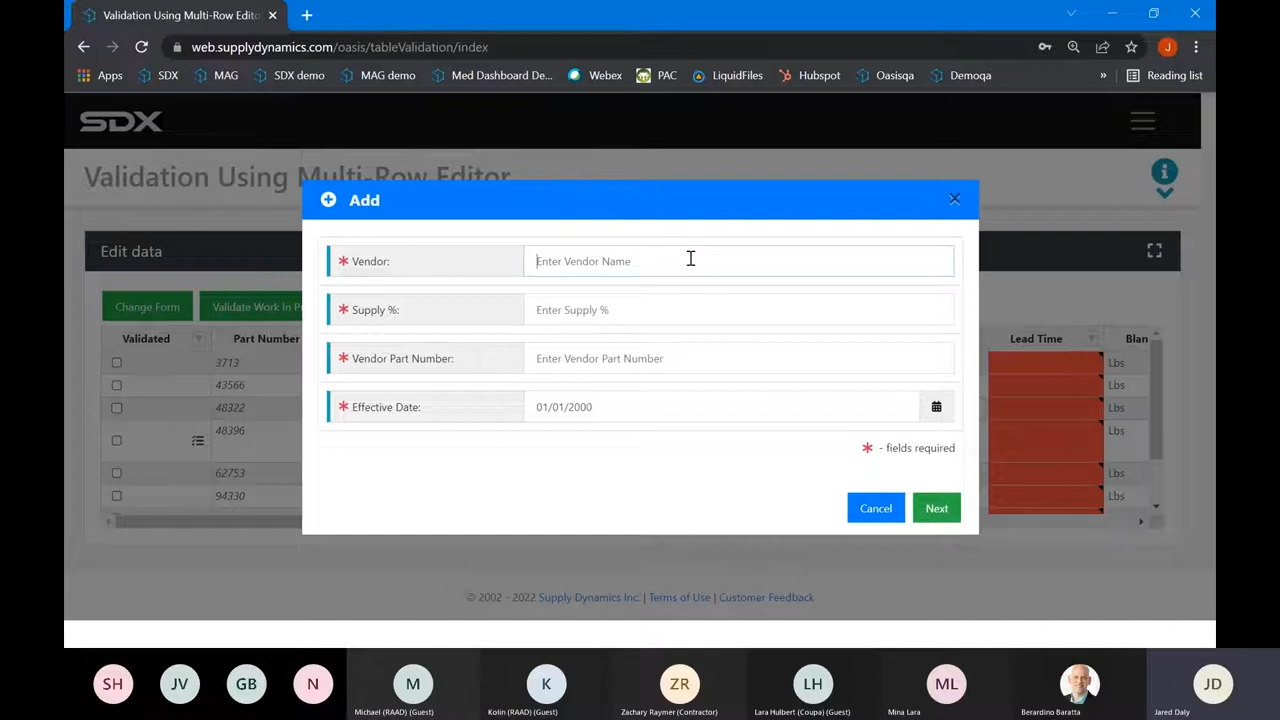 Validation Using Multi-Row Edito
web.supplydynamics.com/oasis/tableValidation/index
J
Apps SDX MAG SDX demo MAG demo Med Dashboard De... Webex PAC LiquidFiles Hubspot Oasisqa Demoqa » Reading list
SDX
Validation Using Multi-Row Editor
Add
Edit data
Vendor: Enter Vendor Name
Change Form Validate Work In Pr
Supply %: Enter Supply %
Validated Part Number Lead Time Blan
Vendor Part Number: Enter Vendor Part Number
3713 Lbs
43566 Lbs
Effective Date: 01/01/2000
48322 Lbs
48396 Lbs
* - fields required
62753 Lbs
94330 Lbs
Cancel Next
© 2002 - 2022 Supply Dynamics Inc. | Terms of Use | Customer Feedback
SH JV GB N M K ZR LH ML JD
Michael (RAAD) (Guest) Kolin (RAAD) (Guest) Zachary Raymer (Contractor) Lara Hulbert (Coupa) (Guest) Mina Lara Berardino Baratta Jared Daly